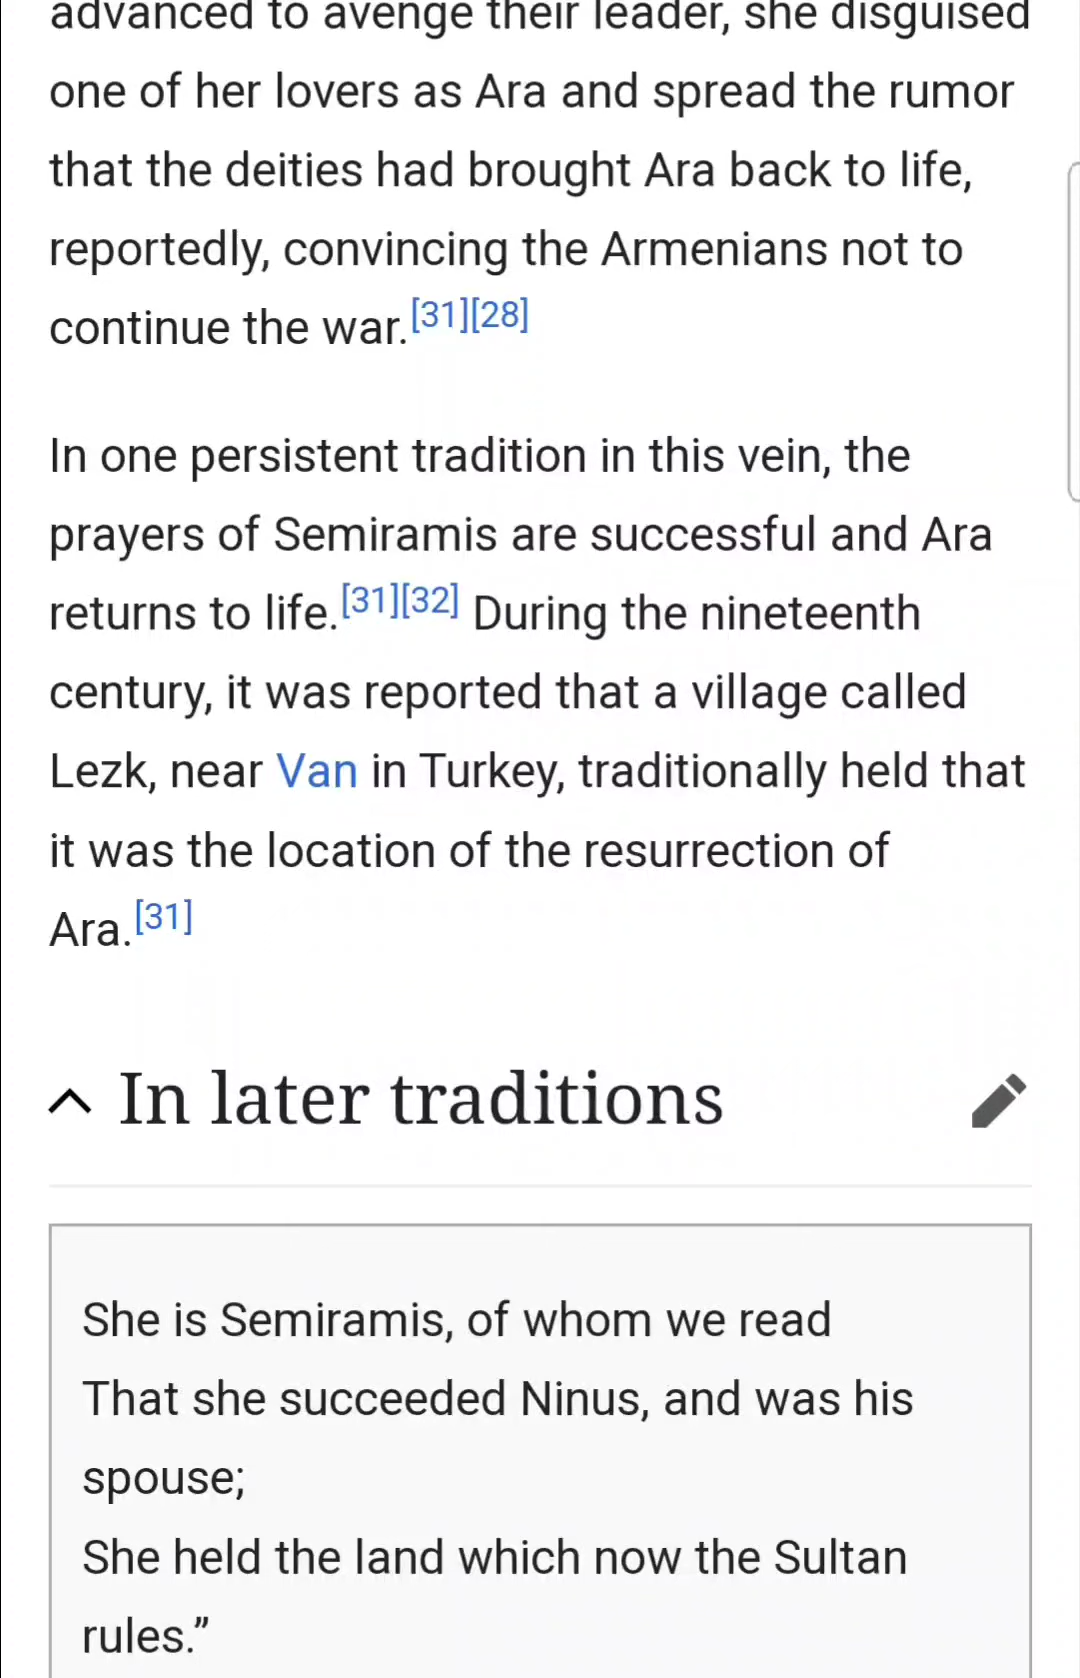 advanced to avenge their leader, she disguised
one of her lovers as Ara and spread the rumor
that the deities had brought Ara back to life,
reportedly, convincing the Armenians not to
continue the war.[31][28]
In one persistent tradition in this vein, the
prayers of Semiramis are successful and Ara
returns to life.[31][32] During the nineteenth
century, it was reported that a village called
Lezk, near Van in Turkey, traditionally held that
it was the location of the resurrection of
Ara.[31]
In later traditions
She is Semiramis, of whom we read
That she succeeded Ninus, and was his
spouse;
She held the land which now the Sultan
rules.”